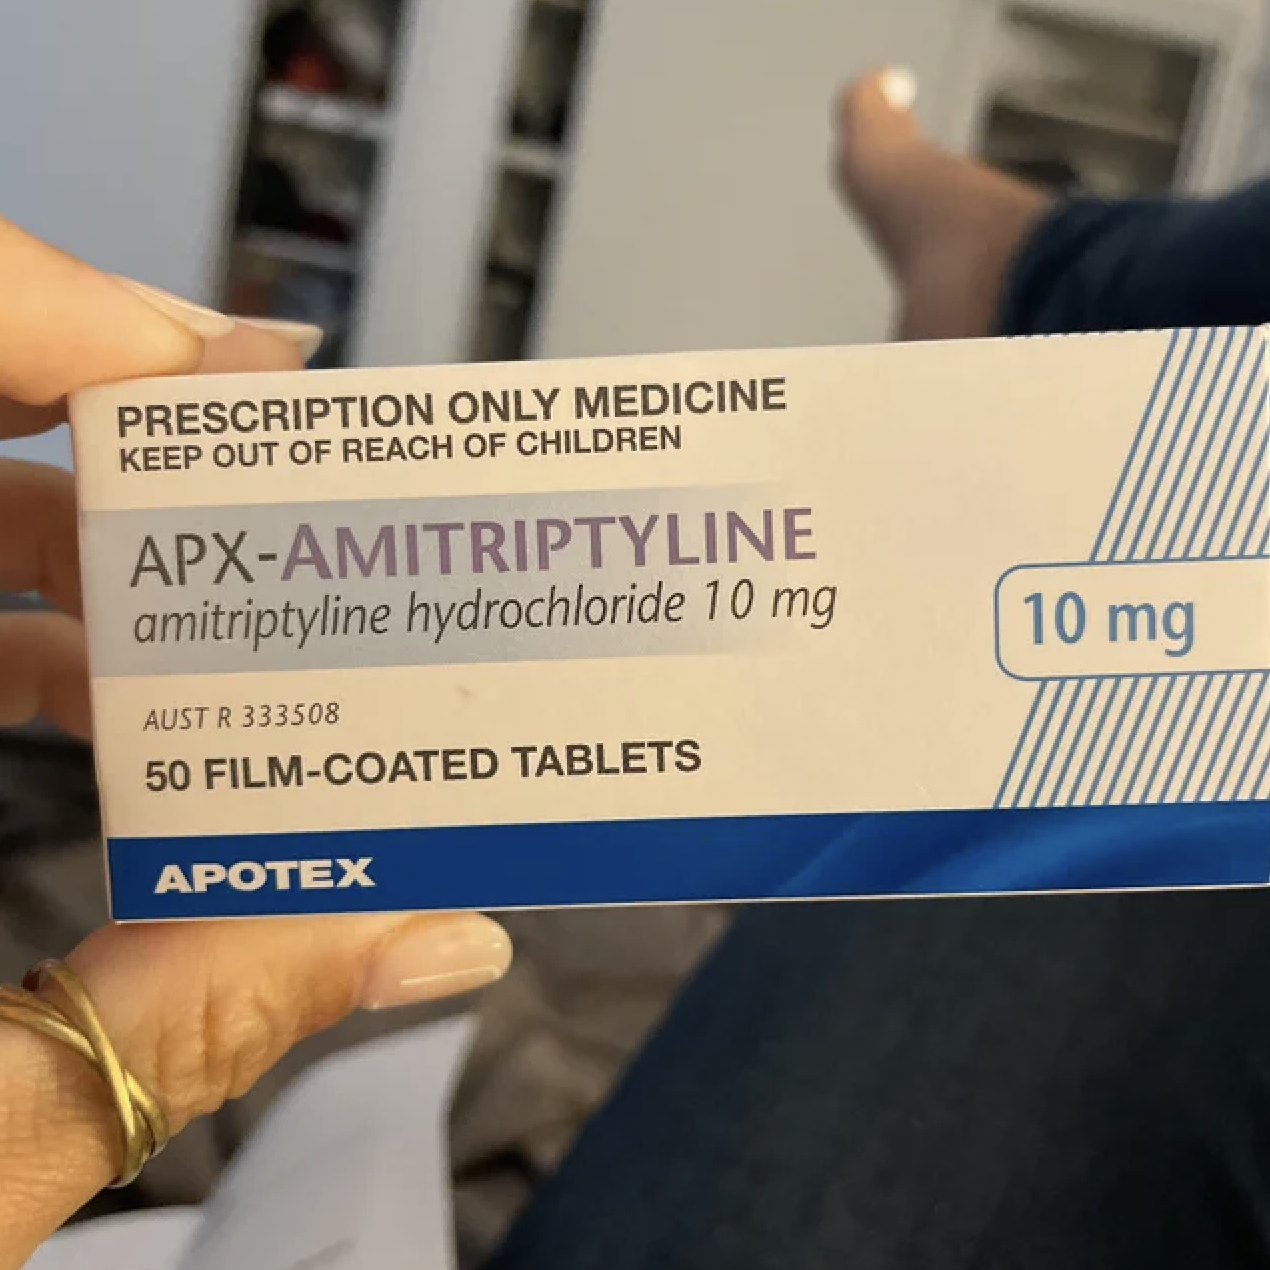 PRESCRIPTION ONLY MEDICINE
KEEP OUT OF REACH OF CHILDREN
APX-AMITRIPTYLINE
amitriptyline hydrochloride 10 mg
10 mg
AUST R 333508
50 FILM-COATED TABLETS
APOTEX